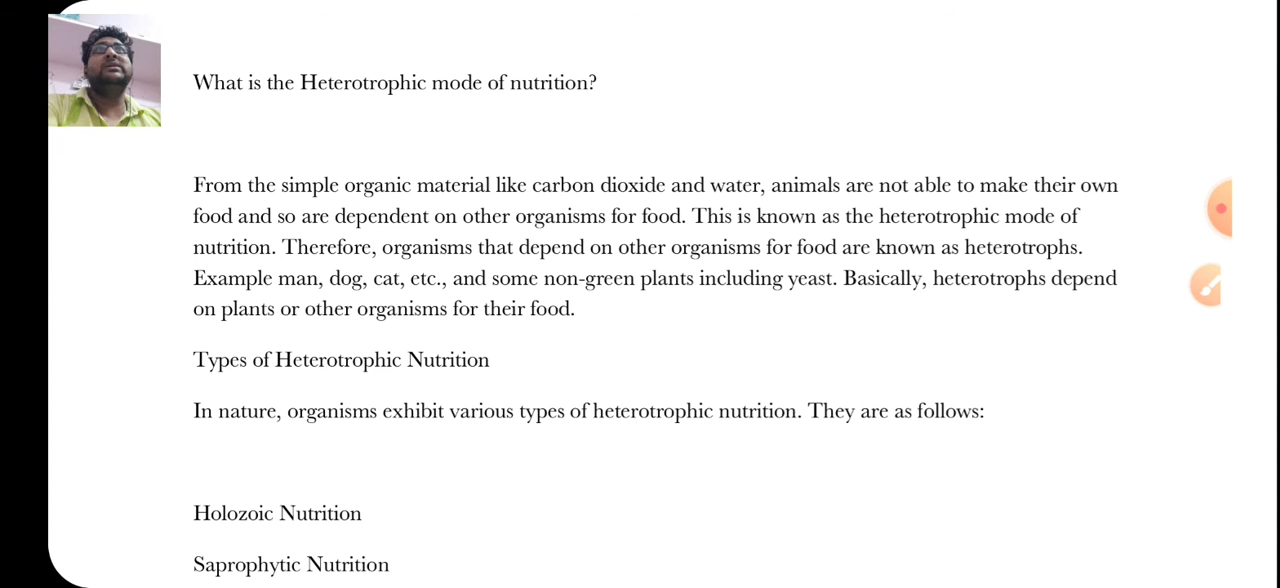 What is the Heterotrophic mode of nutrition?
From the simple organic material like carbon dioxide and water, animals are not able to make their own
food and so are dependent on other organisms for food. This is known as the heterotrophic mode of
nutrition. Therefore, organisms that depend on other organisms for food are known as heterotrophs.
Example man, dog, cat, etc., and some non-green plants including yeast. Basically, heterotrophs depend
on plants or other organisms for their food.
Types of Heterotrophic Nutrition
In nature, organisms exhibit various types of heterotrophic nutrition. They are as follows:
Holozoic Nutrition
Saprophytic Nutrition